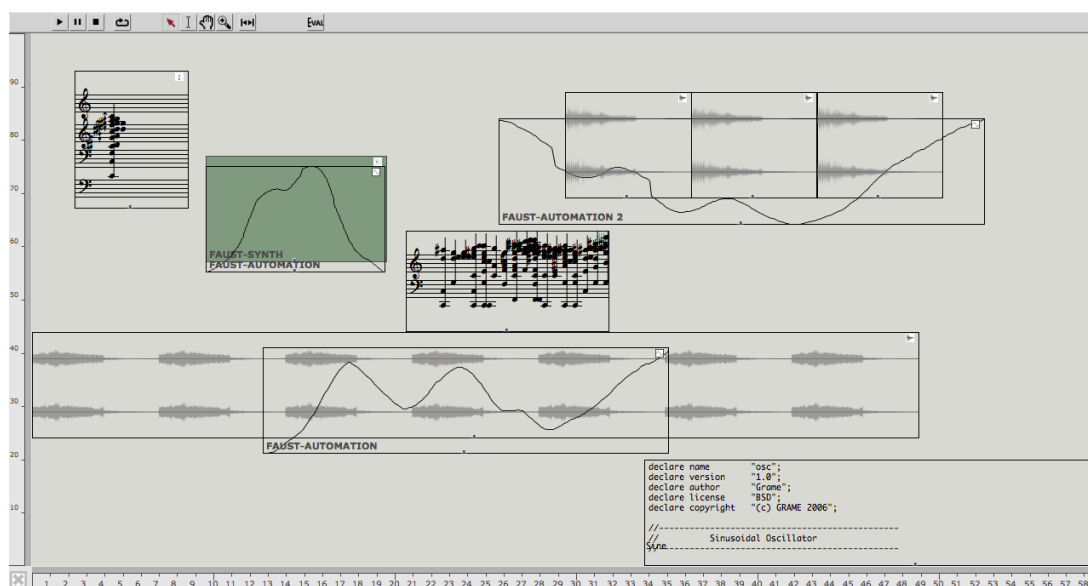 EVAL
90
80
70
60
50
40
30
20
10
FAUST-SYNTH
FAUST-AUTOMATION
FAUST-AUTOMATION 2
FAUST-AUTOMATION
declare name "osc";
declare version "1.0";
declare author "Grame";
declare license "BSD";
declare copyright "(c) GRAME 2006";
//-----------------------------------------------
// Sinusoidal Oscillator
Sine
//-----------------------------------------------
1 2 3 4 5 6 7 8 9 10 11 12 13 14 15 16 17 18 19 20 21 22 23 24 25 26 27 28 29 30 31 32 33 34 35 36 37 38 39 40 41 42 43 44 45 46 47 48 49 50 51 52 53 54 55 56 57 58